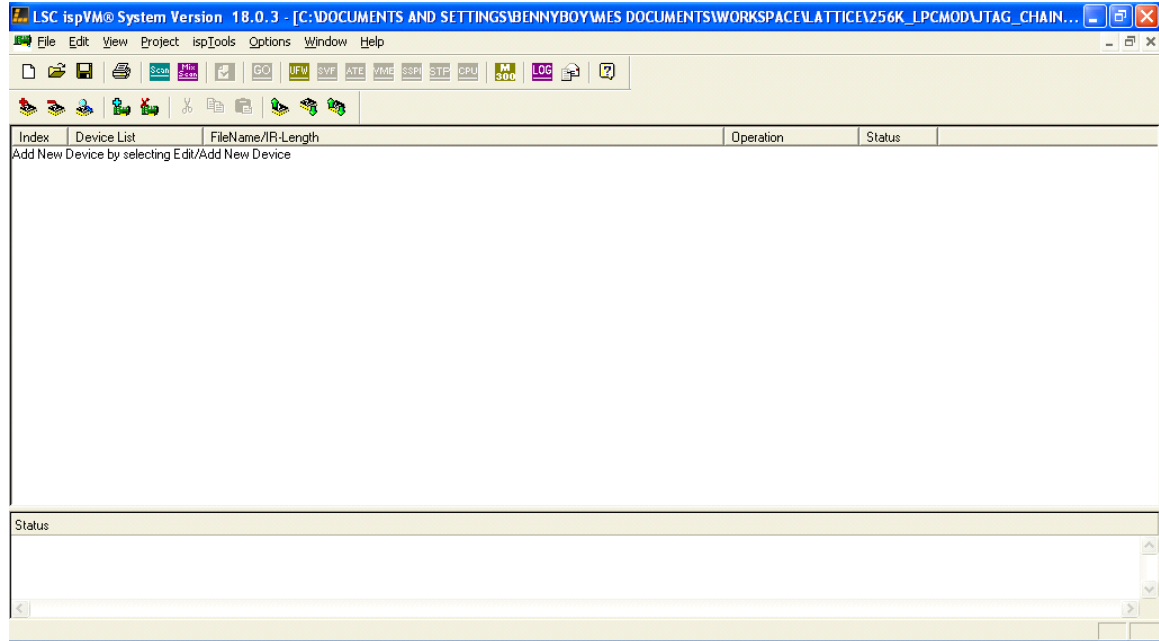 LSC ispVM® System Version 18.0.3 - [C:\DOCUMENTS AND SETTINGS\BENNYBOY\MES DOCUMENTS\WORKSPACE\LATTICE\256K_LPCMOD\JTAG_CHAIN...
File Edit View Project ispTools Options Window Help
Scan Mix Scan GO UFW SVF ATE VME SSPI STP CPU M 300 LOG
Index Device List FileName/IR-Length Operation Status
Add New Device by selecting Edit/Add New Device
Status